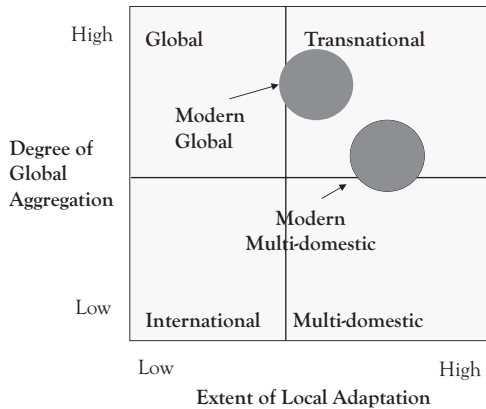 High
Global
Transnational
Modern
Global
Degree of
Global
Aggregation
Modern
Multi-domestic
Low
International
Multi-domestic
Low
High
Extent of Local Adaptation